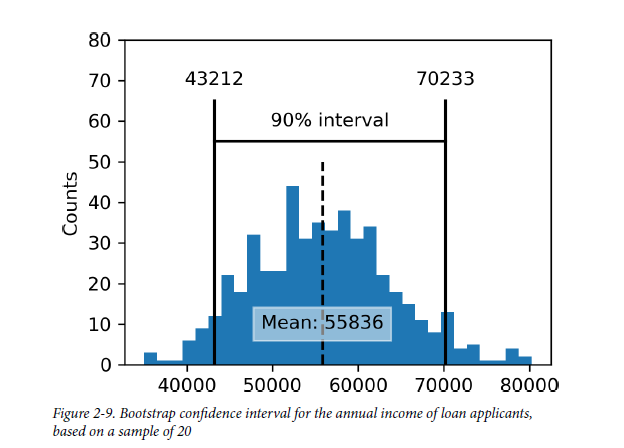 80
43212
70233
70
60
90% interval
50
Counts
40
30
20
Mean: 55836
10
0
40000 50000 60000 70000 80000
Figure 2-9. Bootstrap confidence interval for the annual income of loan applicants,
based on a sample of 20